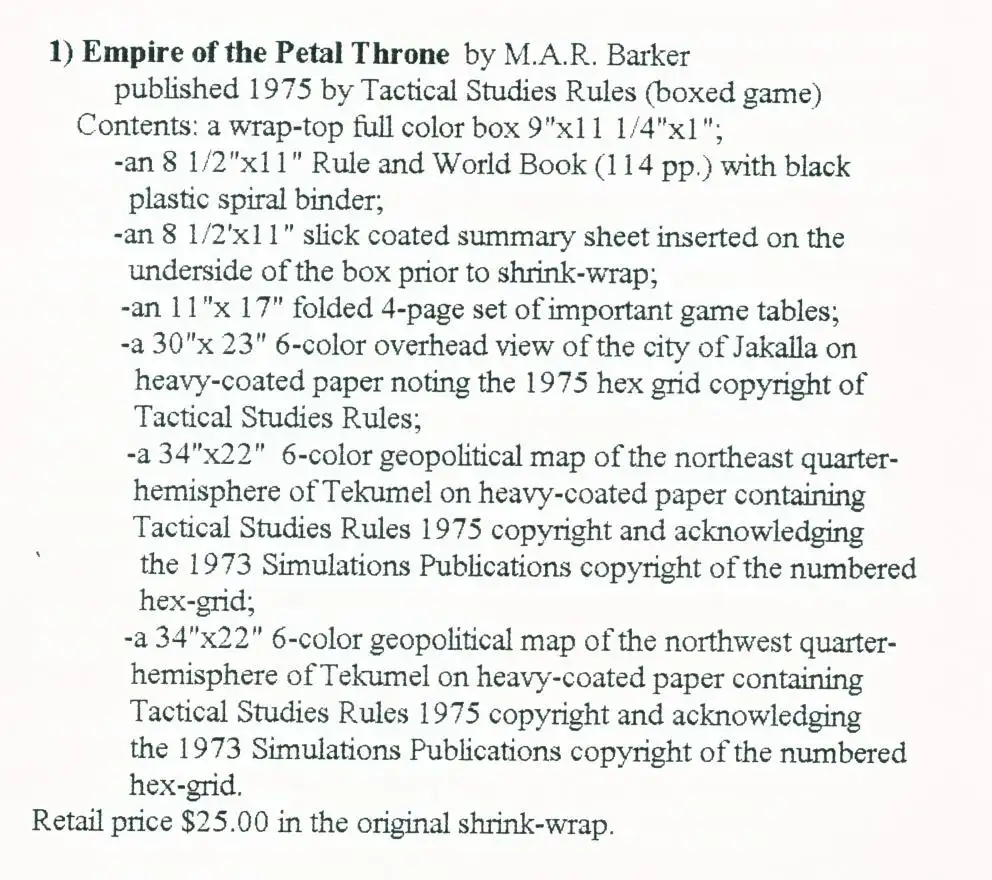 1) Empire of the Petal Throne by M.A.R. Barker
published 1975 by Tactical Studies Rules (boxed game)
Contents: a wrap-top full color box 9"x11 1/4"x1";
-an 8 1/2"x11" Rule and World Book (114 pp.) with black
plastic spiral binder;
-an 8 1/2'x11" slick coated summary sheet inserted on the
underside of the box prior to shrink-wrap;
-an 11"x 17" folded 4-page set of important game tables;
-a 30"x 23" 6-color overhead view of the city of Jakalla on
heavy-coated paper noting the 1975 hex grid copyright of
Tactical Studies Rules;
-a 34"x22" 6-color geopolitical map of the northeast quarter-
hemisphere of Tekumel on heavy-coated paper containing
Tactical Studies Rules 1975 copyright and acknowledging
the 1973 Simulations Publications copyright of the numbered
hex-grid;
-a 34"x22" 6-color geopolitical map of the northwest quarter-
hemisphere of Tekumel on heavy-coated paper containing
Tactical Studies Rules 1975 copyright and acknowledging
the 1973 Simulations Publications copyright of the numbered
hex-grid.
Retail price $25.00 in the original shrink-wrap.